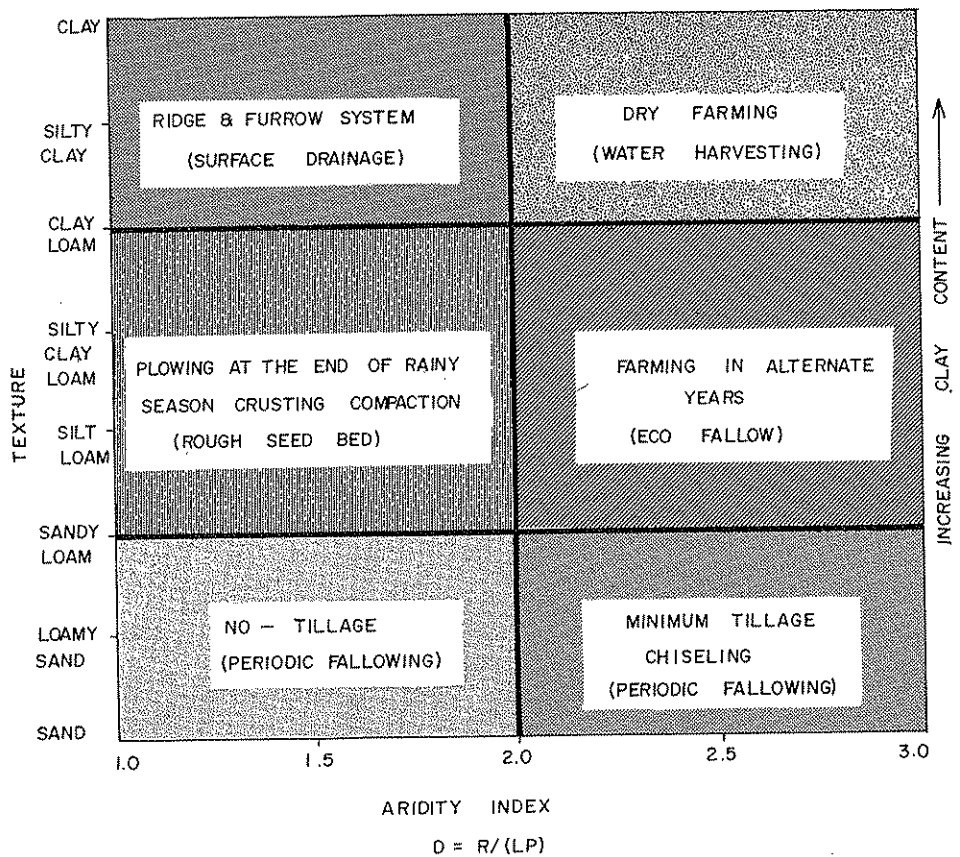 CLAY
SILTY
CLAY
CLAY
LOAM
SILTY
CLAY
LOAM
SILT
LOAM
SANDY
LOAM
LOAMY
SAND
SAND
TEXTURE
RIDGE & FURROW SYSTEM
(SURFACE DRAINAGE)
DRY FARMING
(WATER HARVESTING)
PLOWING AT THE END OF RAINY
SEASON CRUSTING COMPACTION
(ROUGH SEED BED)
FARMING IN ALTERNATE
YEARS
(ECO FALLOW)
NO - TILLAGE
(PERIODIC FALLOWING)
MINIMUM TILLAGE
CHISELING
(PERIODIC FALLOWING)
INCREASING CLAY CONTENT
1.0 1.5 2.0 2.5 3.0
ARIDITY INDEX
D = R/(LP)